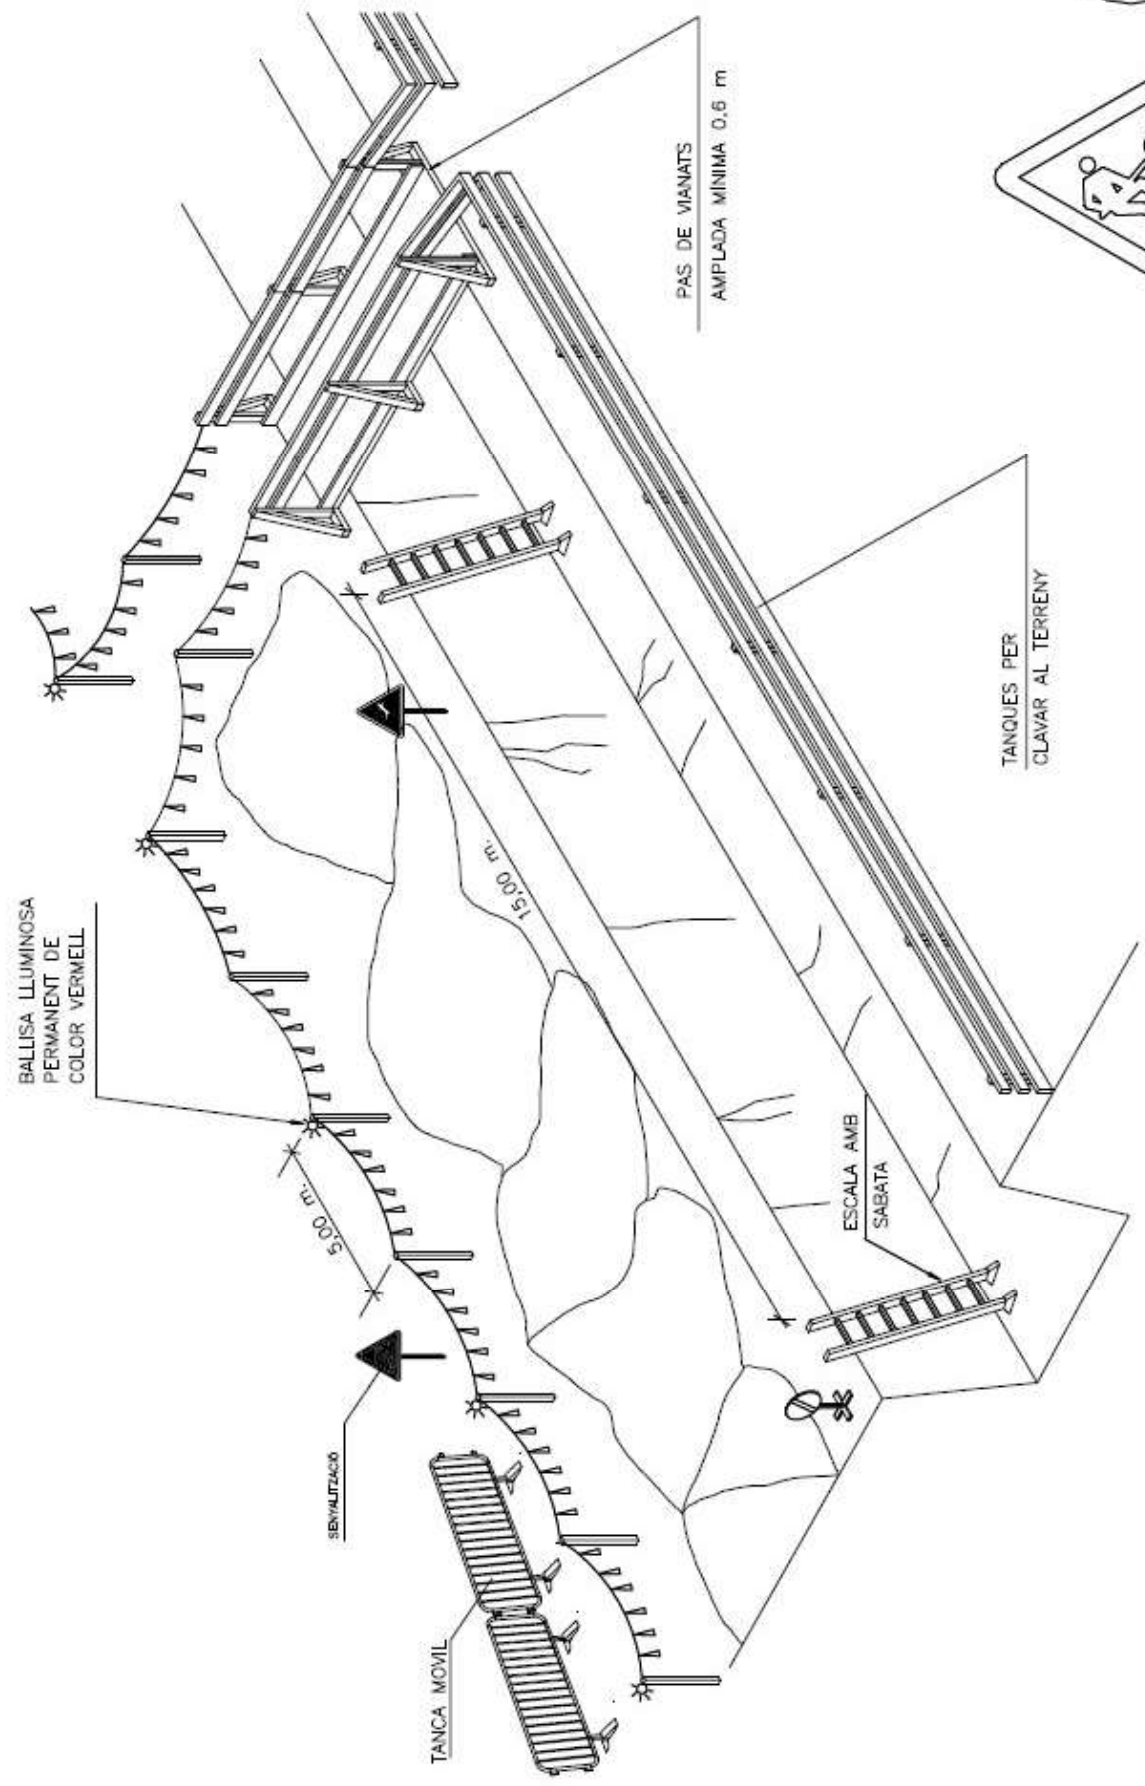 BALLISA LLUMINOSA
PERMANENT DE
COLOR VERMELL
PAS DE VIANATS
AMPLADA MÍNIMA 0,6 m
5,00 m.
15,00 m.
SENYALITZACIÓ
TANCA MOVIL
ESCALA AMB
SABATA
TANQUES PER
CLAVAR AL TERRENY